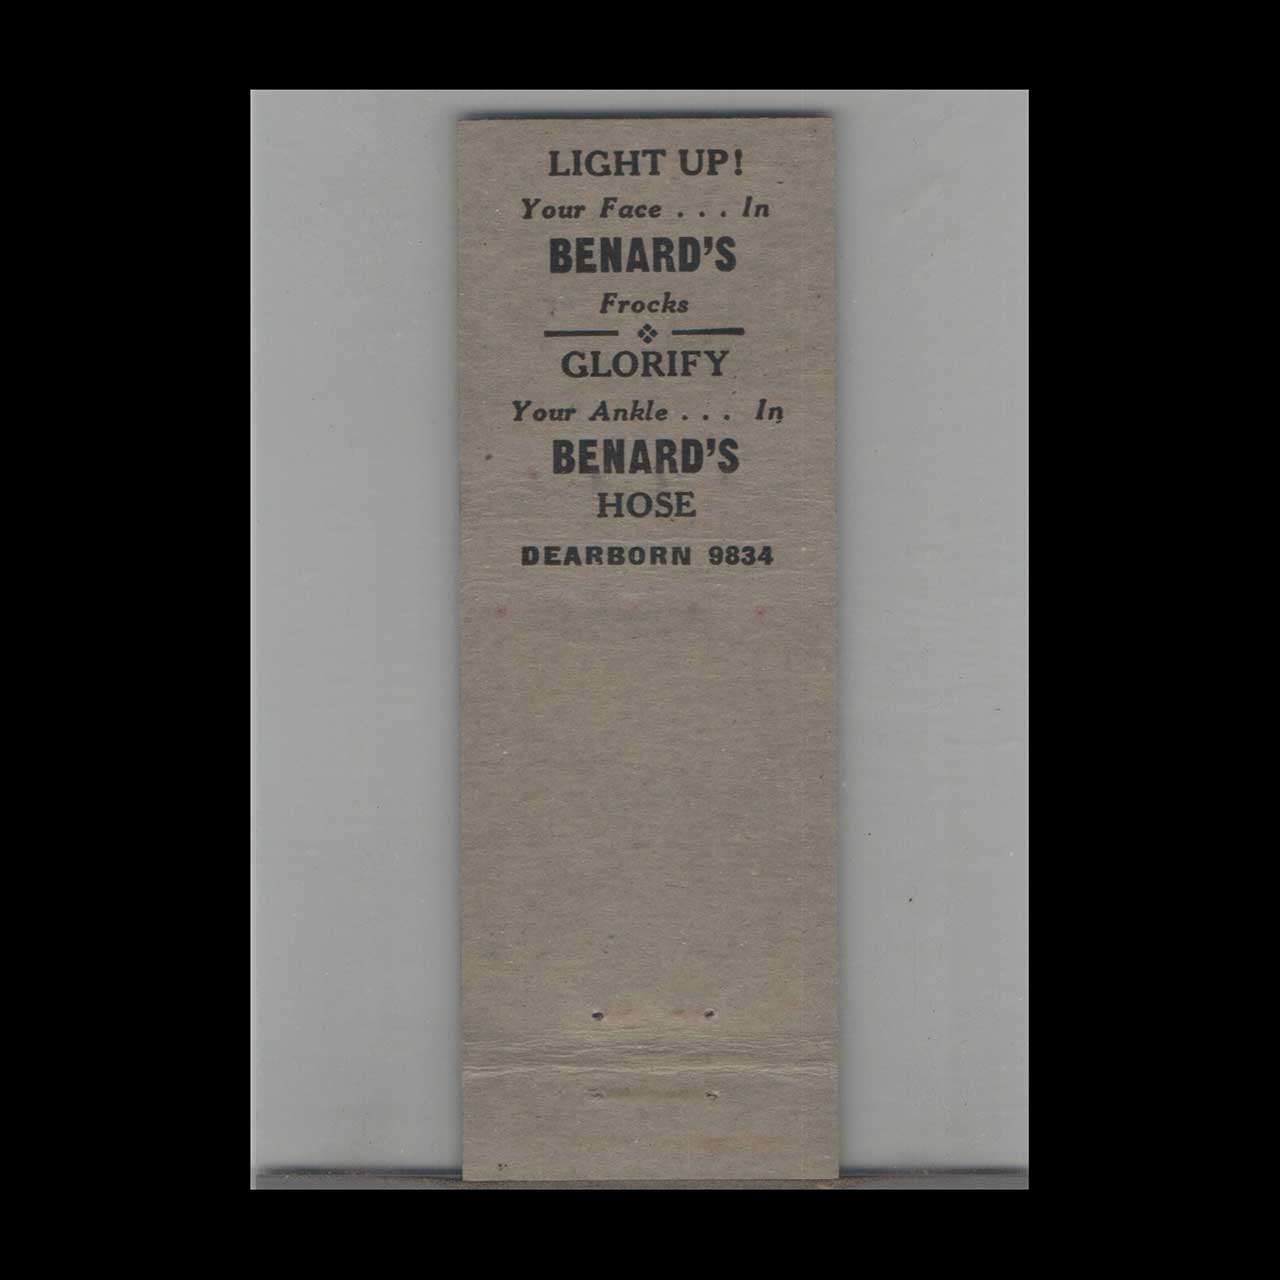 LIGHT UP!
Your Face . . . In
BENARD'S
Frocks
GLORIFY
Your Ankle . . . In
BENARD'S
HOSE
DEARBORN 9834